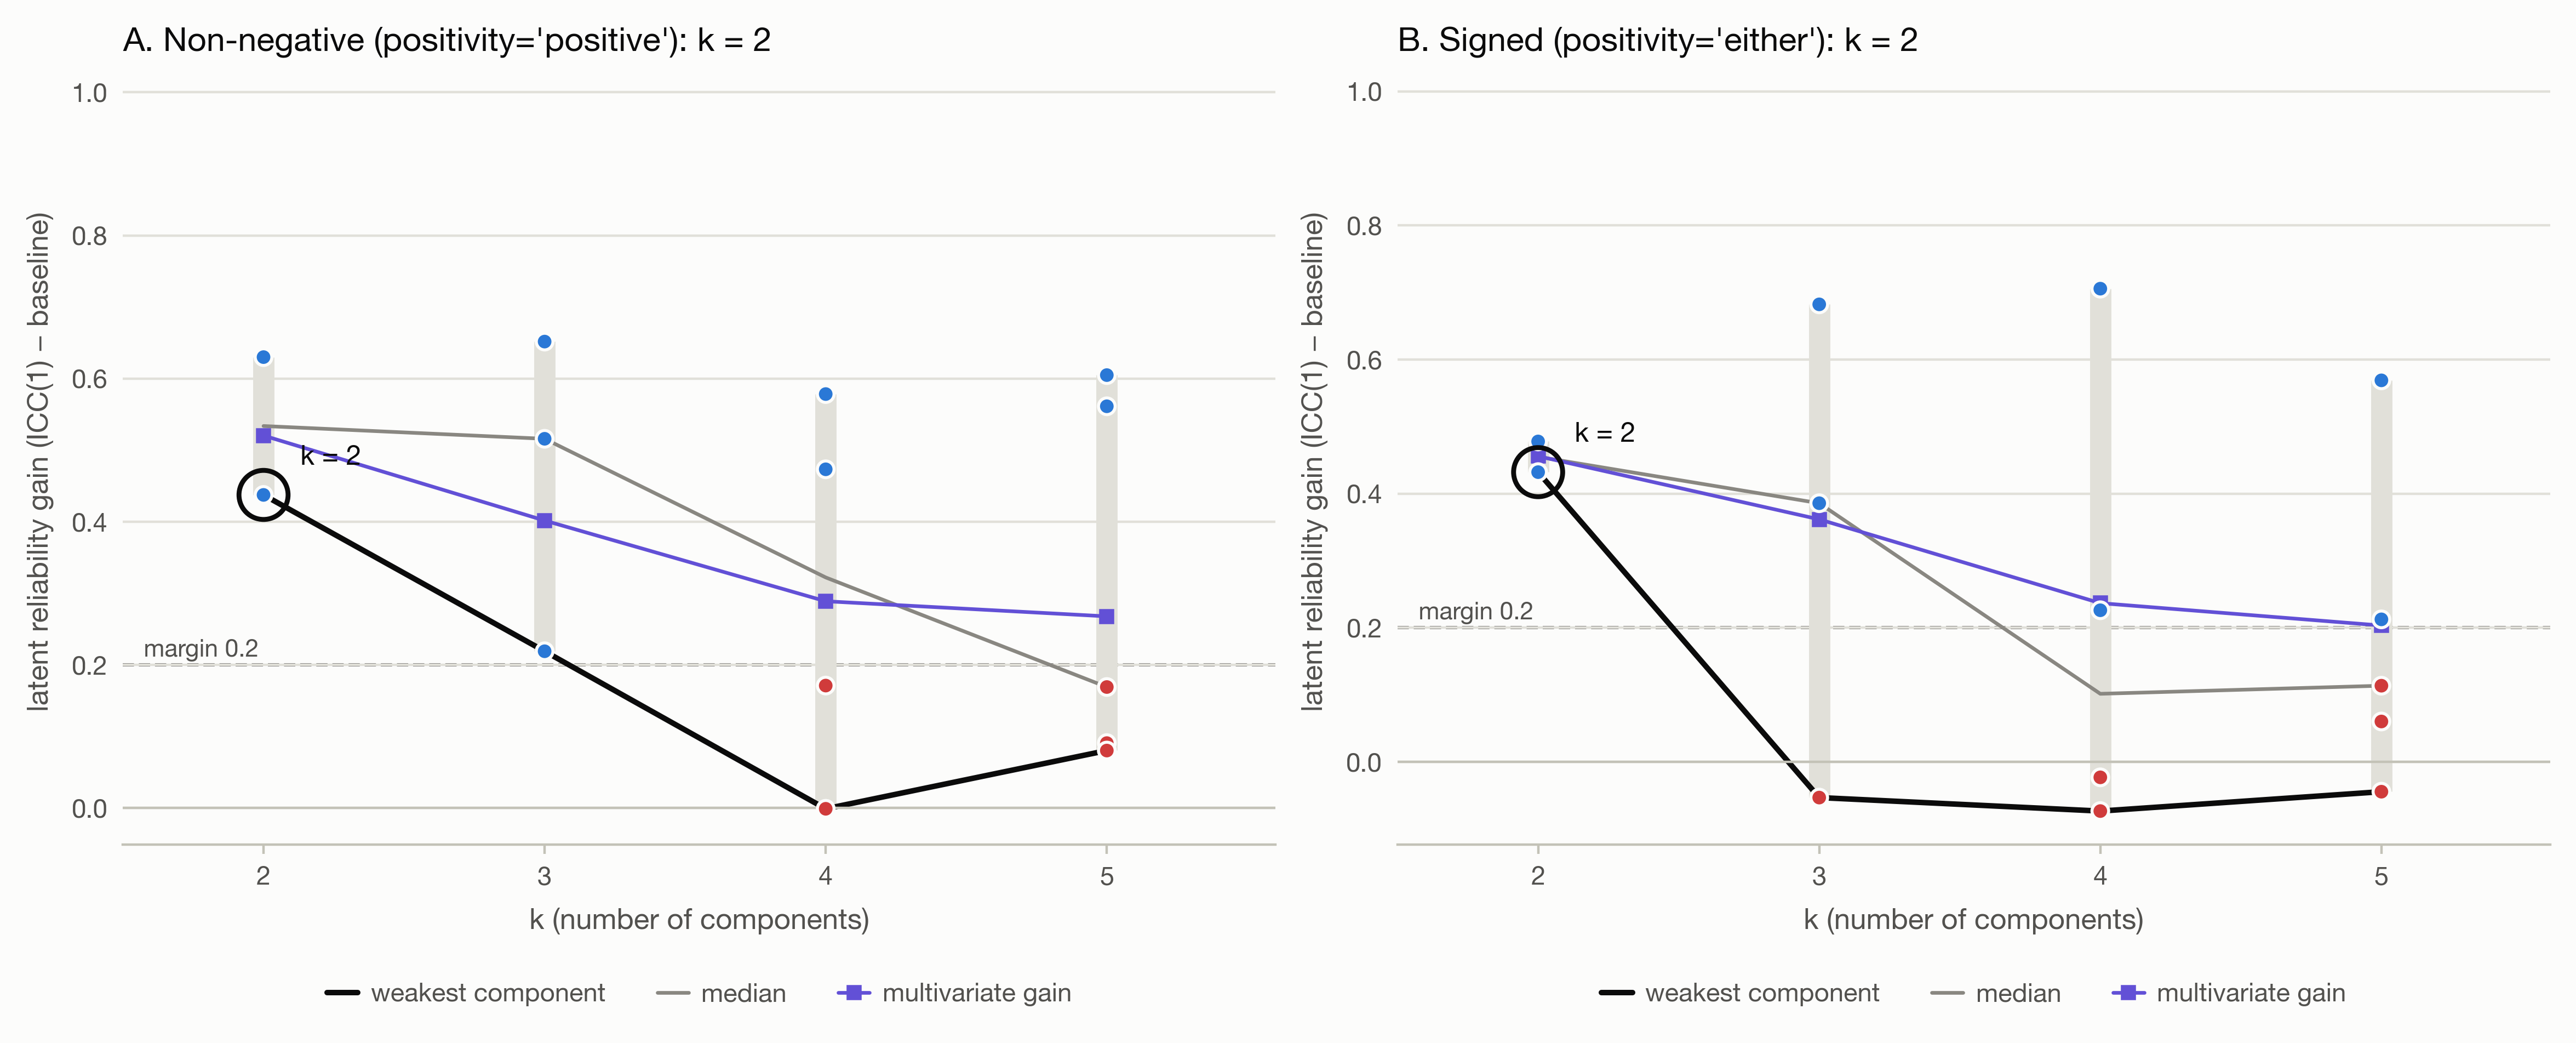 A. Non-negative (positivity='positive'): k = 2
latent reliability gain (ICC(1) – baseline)
1.0
0.8
0.6
0.4
0.2
0.0
k = 2
margin 0.2
2 3 4 5
k (number of components)
weakest component median multivariate gain
B. Signed (positivity='either'): k = 2
latent reliability gain (ICC(1) – baseline)
1.0
0.8
0.6
0.4
0.2
0.0
k = 2
margin 0.2
2 3 4 5
k (number of components)
weakest component median multivariate gain